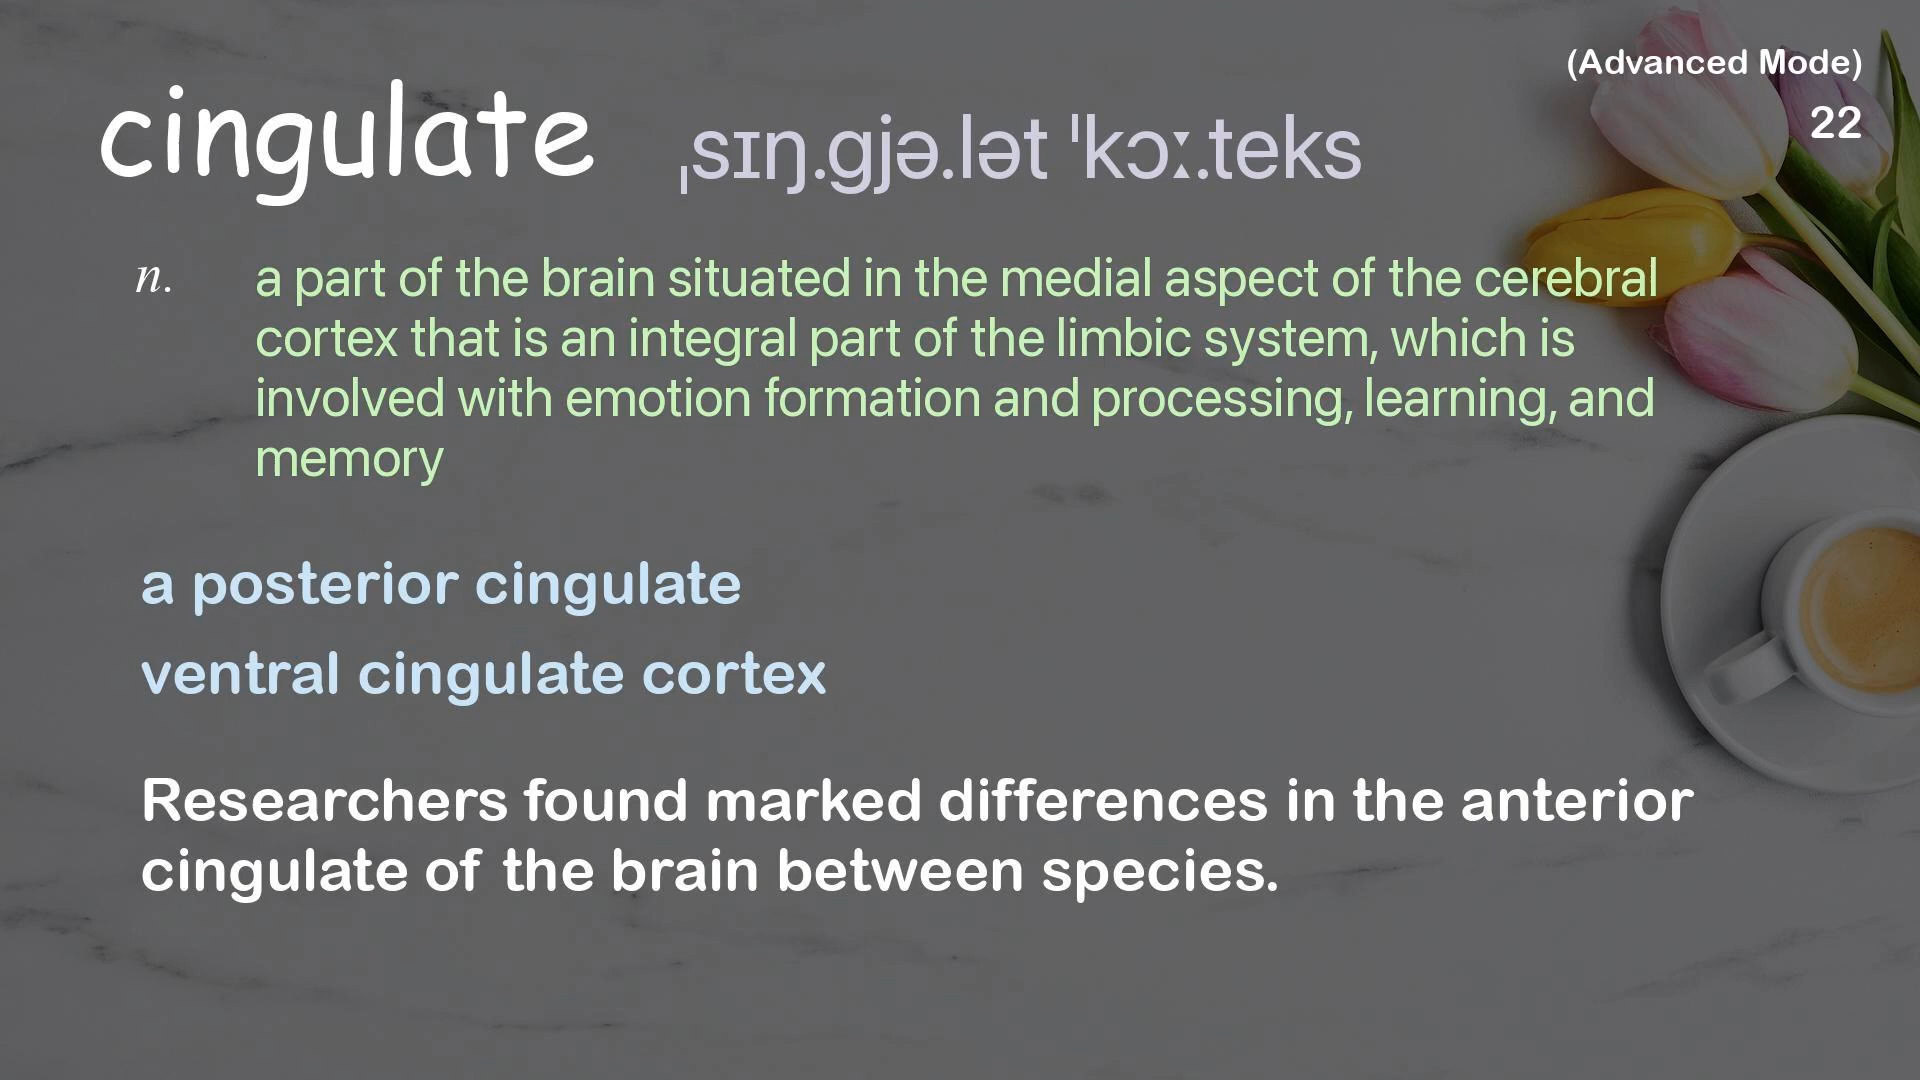 (Advanced Mode)
22
cingulate ˌsɪŋ.gjə.lət ˈkɔː.teks
n. a part of the brain situated in the medial aspect of the cerebral
cortex that is an integral part of the limbic system, which is
involved with emotion formation and processing, learning, and
memory
a posterior cingulate
ventral cingulate cortex
Researchers found marked differences in the anterior
cingulate of the brain between species.